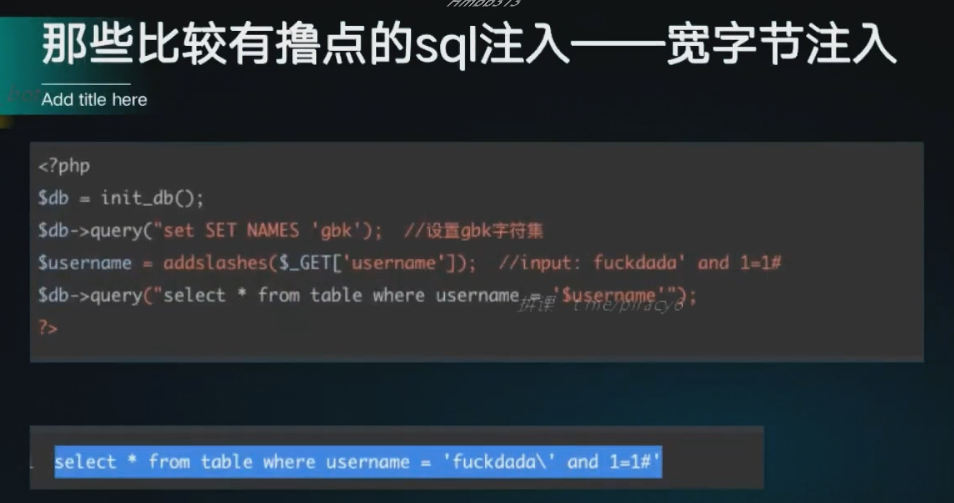 那些比较有撸点的sql注入——宽字节注入
Add title here
<?php
$db = init_db();
$db->query("set SET NAMES 'gbk'); //设置gbk字符集
$username = addslashes($_GET['username']); //input: fuckdada' and 1=1#
$db->query("select * from table where username = '$username'");
?>
select * from table where username = 'fuckdada\' and 1=1#'